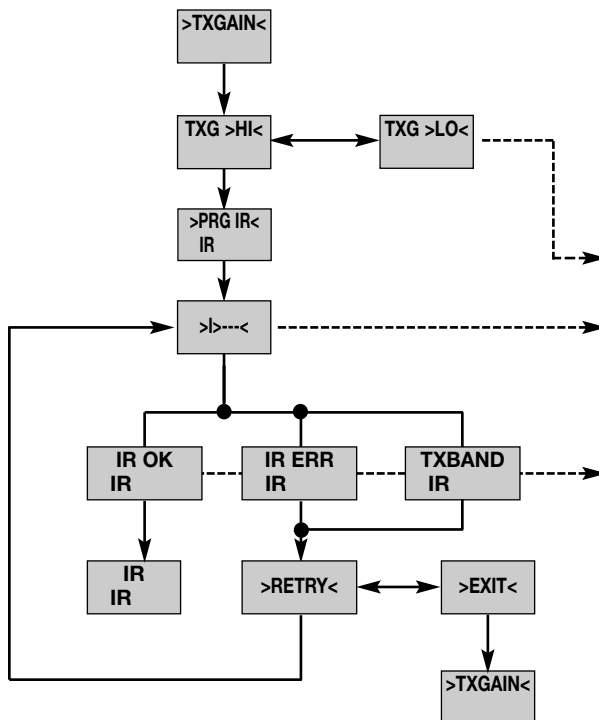 >TXGAIN<
TXG >HI<
TXG >LO<
>PRG IR<
IR
>I>----<
IR OK
IR
IR ERR
IR
TXBAND
IR
IR
IR
>RETRY<
>EXIT<
>TXGAIN<